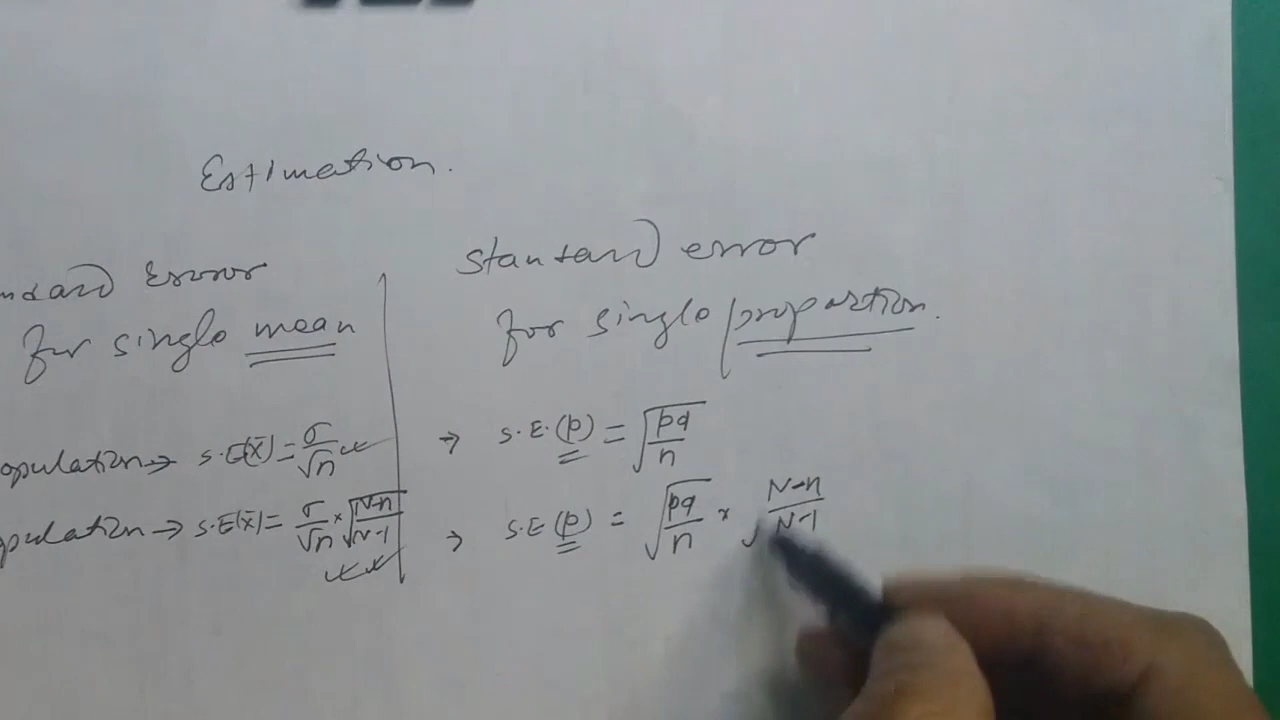 Estimation.
ndard Error
for single mean
opulation → S.E(x̄) = σ/√n
pulation → S.E(x̄) = σ/√n × √(N-n/N-1)
standard error
for single proportion.
→ S.E.(p) = √(pq/n)
→ S.E(p) = √(pq/n) × √(N-n/N-1)